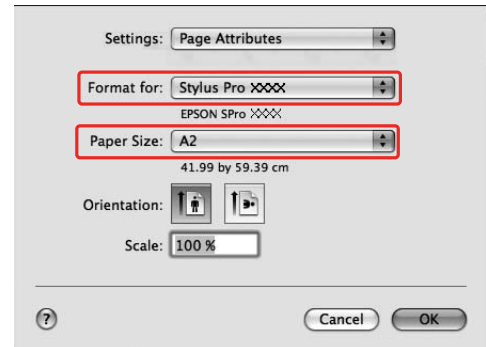 Settings: Page Attributes
Format for: Stylus Pro XXXX
EPSON SPro XXXX
Paper Size: A2
41.99 by 59.39 cm
Orientation:
Scale: 100 %
? Cancel OK